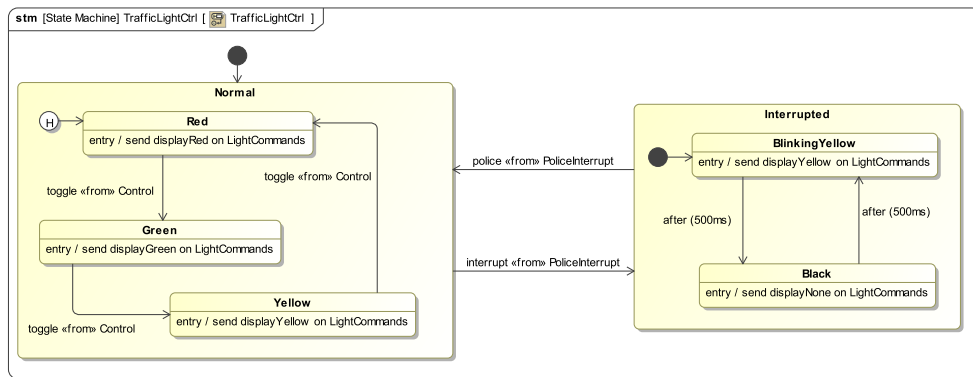 stm [State Machine] TrafficLightCtrl [ TrafficLightCtrl ]
Normal
H
Red
entry / send displayRed on LightCommands
toggle «from» Control
toggle «from» Control
Green
entry / send displayGreen on LightCommands
Yellow
entry / send displayYellow on LightCommands
toggle «from» Control
police «from» PoliceInterrupt
interrupt «from» PoliceInterrupt
Interrupted
BlinkingYellow
entry / send displayYellow on LightCommands
after (500ms)
after (500ms)
Black
entry / send displayNone on LightCommands